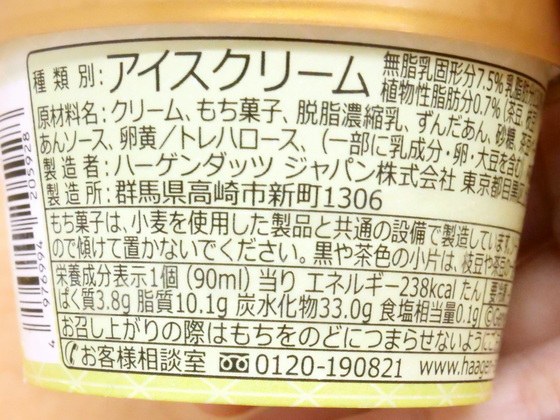 種類別:アイスクリーム
無脂乳固形分7.5% 乳脂肪分
植物性脂肪分0.7%
原材料名:クリーム、もち菓子、脱脂濃縮乳、ずんだあん、砂糖、
あんソース、卵黄/トレハロース、(一部に乳成分・卵・大豆を含む
製造者:ハーゲンダッツ ジャパン株式会社 東京都目黒
製造所:群馬県高崎市新町1306
もち菓子は、小麦を使用した製品と共通の設備で製造しています。
ので傾けて置かないでください。黒や茶色の小片は、枝豆や
栄養成分表示1個(90ml)当り エネルギー238kcal たん
ぱく質3.8g 脂質10.1g 炭水化物33.0g 食塩相当量0.1g
お召し上がりの際はもちをのどにつまらせないように
お客様相談室 0120-190821 www.haagen
4 916994 205928